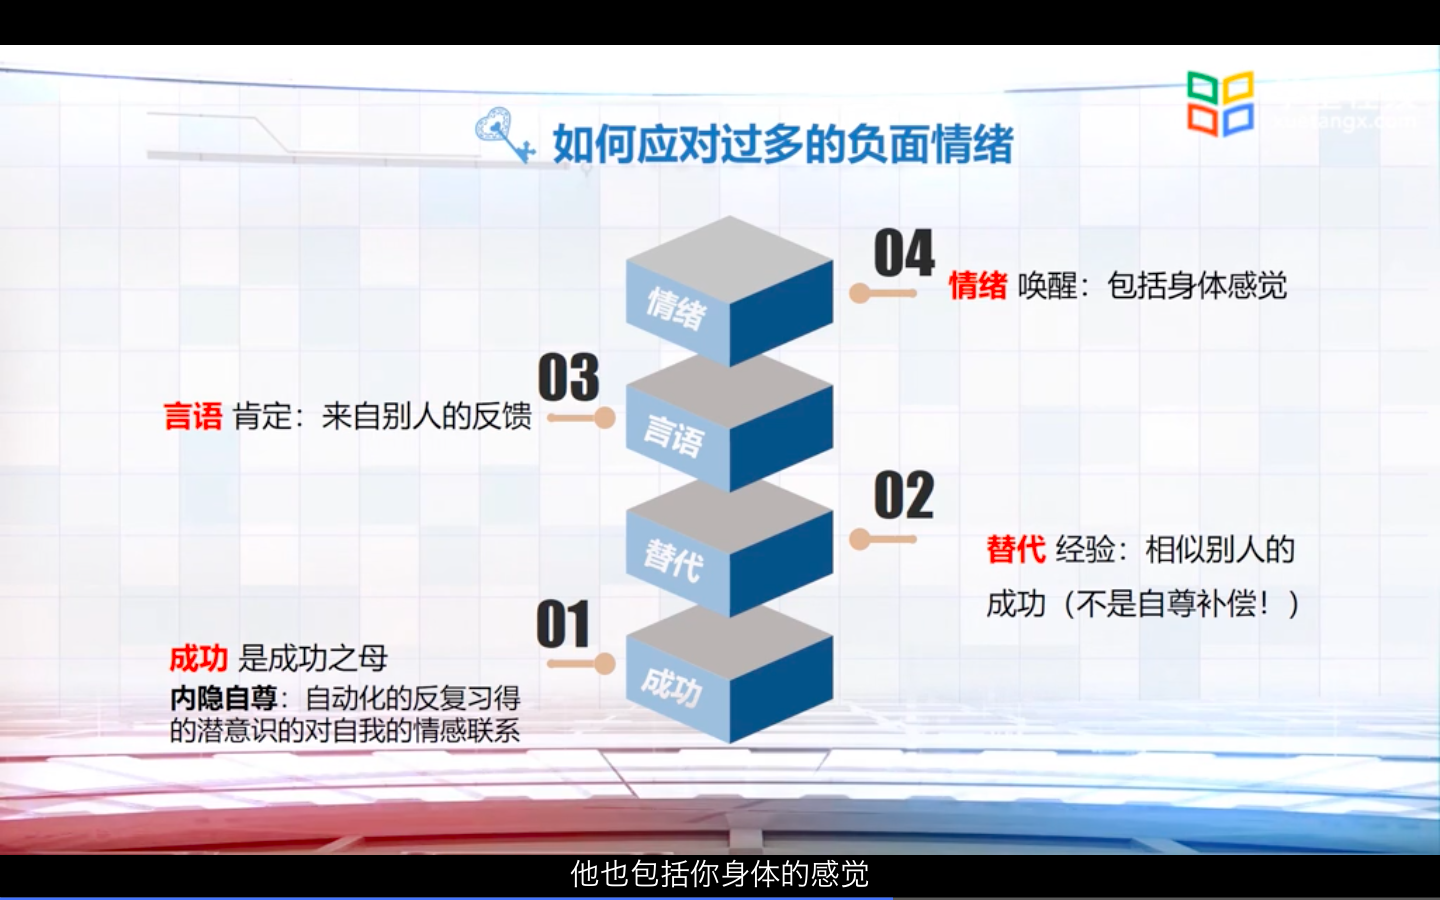 如何应对过多的负面情绪
04
情绪 唤醒：包括身体感觉
情绪
03
言语 肯定：来自别人的反馈
言语
02
替代 经验：相似别人的
成功（不是自尊补偿！）
替代
01
成功 是成功之母
内隐自尊：自动化的反复习得
的潜意识的对自我的情感联系
成功
他也包括你身体的感觉